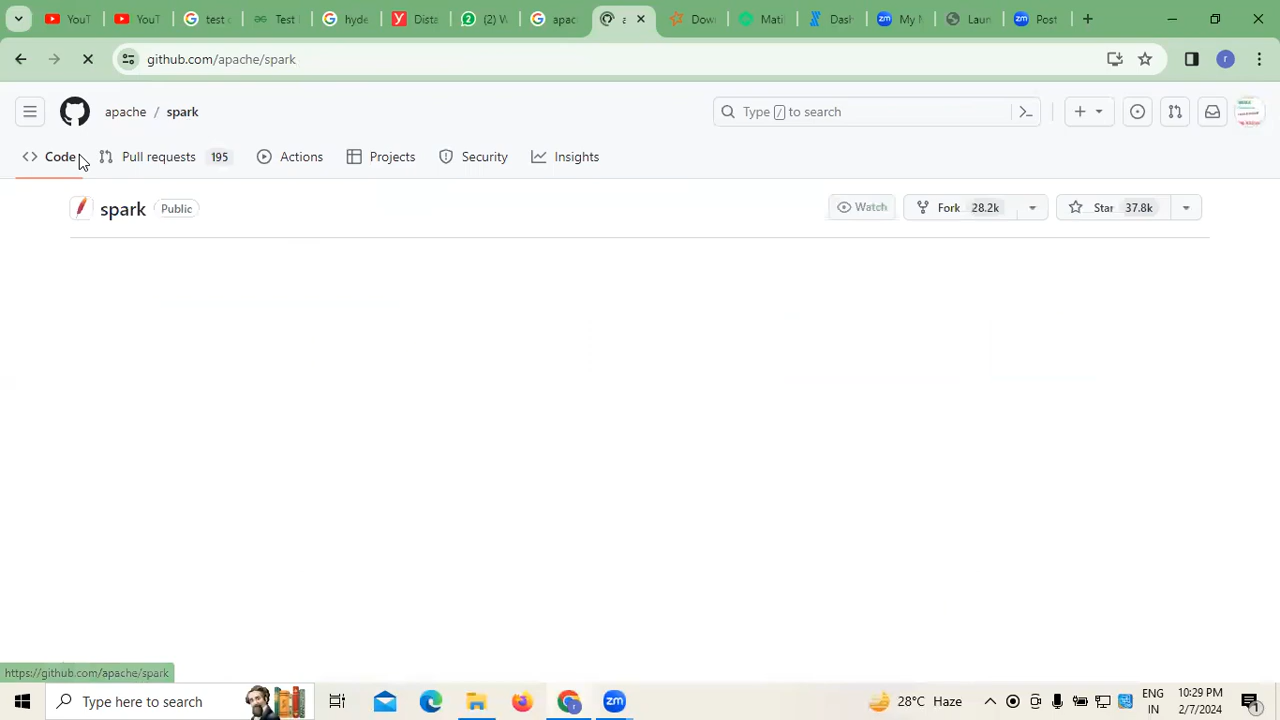 YouT
YouT
test c
Test
hyde
Dista
(2) W
apac
a
Dow
Mati
Dash
My N
Laun
Post
github.com/apache/spark
r
apache / spark
Type / to search
Code
Pull requests 195
Actions
Projects
Security
Insights
spark Public
Watch
Fork 28.2k
Star 37.8k
https://github.com/apache/spark
Type here to search
28°C Haze
ENG
IN
10:29 PM
2/7/2024
1